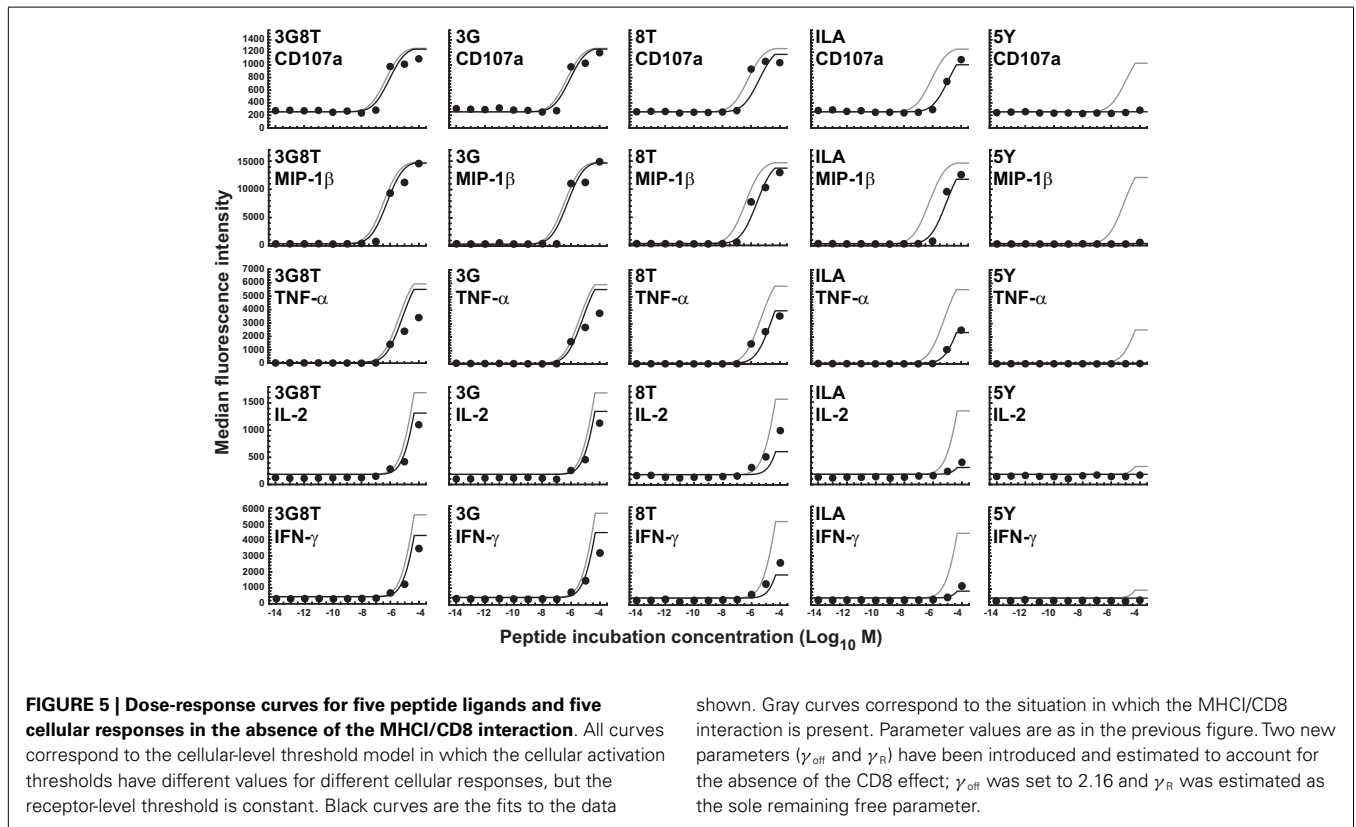 3G8T
CD107a
3G
CD107a
8T
CD107a
ILA
CD107a
5Y
CD107a
1400
1200
1000
800
600
400
200
0
3G8T
MIP-1β
3G
MIP-1β
8T
MIP-1β
ILA
MIP-1β
5Y
MIP-1β
15000
10000
5000
0
3G8T
TNF-α
3G
TNF-α
8T
TNF-α
ILA
TNF-α
5Y
TNF-α
7000
6000
5000
4000
3000
2000
1000
0
3G8T
IL-2
3G
IL-2
8T
IL-2
ILA
IL-2
5Y
IL-2
1500
1000
500
0
3G8T
IFN-γ
3G
IFN-γ
8T
IFN-γ
ILA
IFN-γ
5Y
IFN-γ
6000
5000
4000
3000
2000
1000
0
-14 -12 -10 -8 -6 -4 -14 -12 -10 -8 -6 -4 -14 -12 -10 -8 -6 -4 -14 -12 -10 -8 -6 -4 -14 -12 -10 -8 -6 -4
Median fluorescence intensity
Peptide incubation concentration (Log10 M)
FIGURE 5 | Dose-response curves for five peptide ligands and five
cellular responses in the absence of the MHCI/CD8 interaction. All curves
correspond to the cellular-level threshold model in which the cellular activation
thresholds have different values for different cellular responses, but the
receptor-level threshold is constant. Black curves are the fits to the data
shown. Gray curves correspond to the situation in which the MHCI/CD8
interaction is present. Parameter values are as in the previous figure. Two new
parameters (γoff and γR) have been introduced and estimated to account for
the absence of the CD8 effect; γoff was set to 2.16 and γR was estimated as
the sole remaining free parameter.